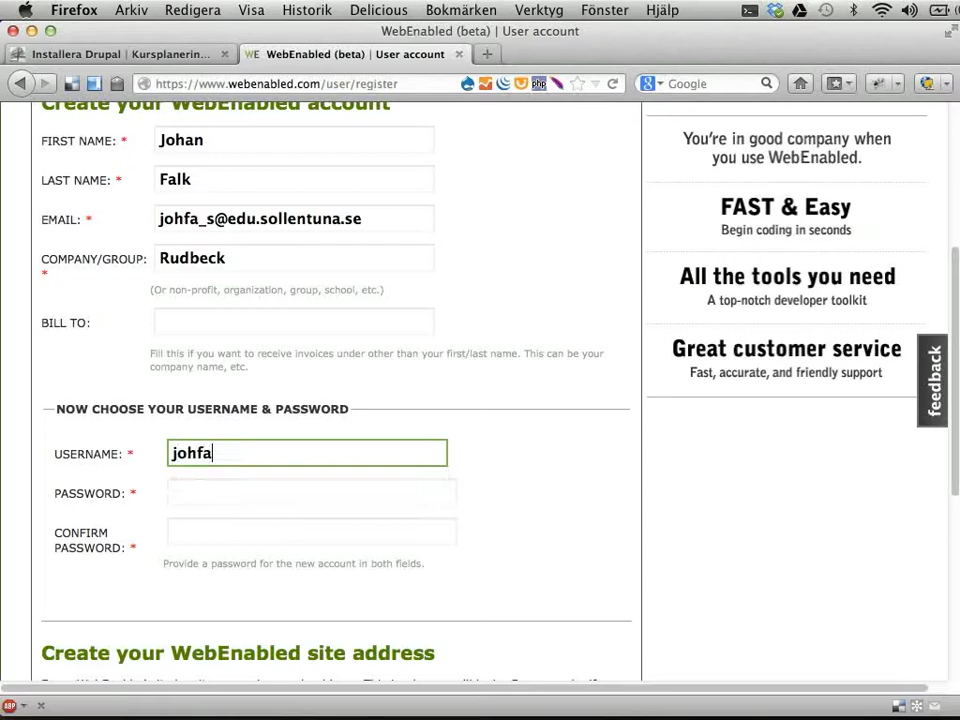 Firefox Arkiv Redigera Visa Historik Delicious Bokmärken Verktyg Fönster Hjälp
WebEnabled (beta) | User account
Installera Drupal | Kursplanerin...
WE WebEnabled (beta) | User account
https://www.webenabled.com/user/register
php
Google
Create your WebEnabled account
FIRST NAME: * Johan
LAST NAME: * Falk
EMAIL: * johfa_s@edu.sollentuna.se
COMPANY/GROUP: * Rudbeck
(Or non-profit, organization, group, school, etc.)
BILL TO:
Fill this if you want to receive invoices under other than your first/last name. This can be your
company name, etc.
NOW CHOOSE YOUR USERNAME & PASSWORD
USERNAME: * johfa
PASSWORD: *
CONFIRM
PASSWORD: *
Provide a password for the new account in both fields.
Create your WebEnabled site address
You're in good company when
you use WebEnabled.
FAST & Easy
Begin coding in seconds
All the tools you need
A top-notch developer toolkit
Great customer service
Fast, accurate, and friendly support
feedback
ABP